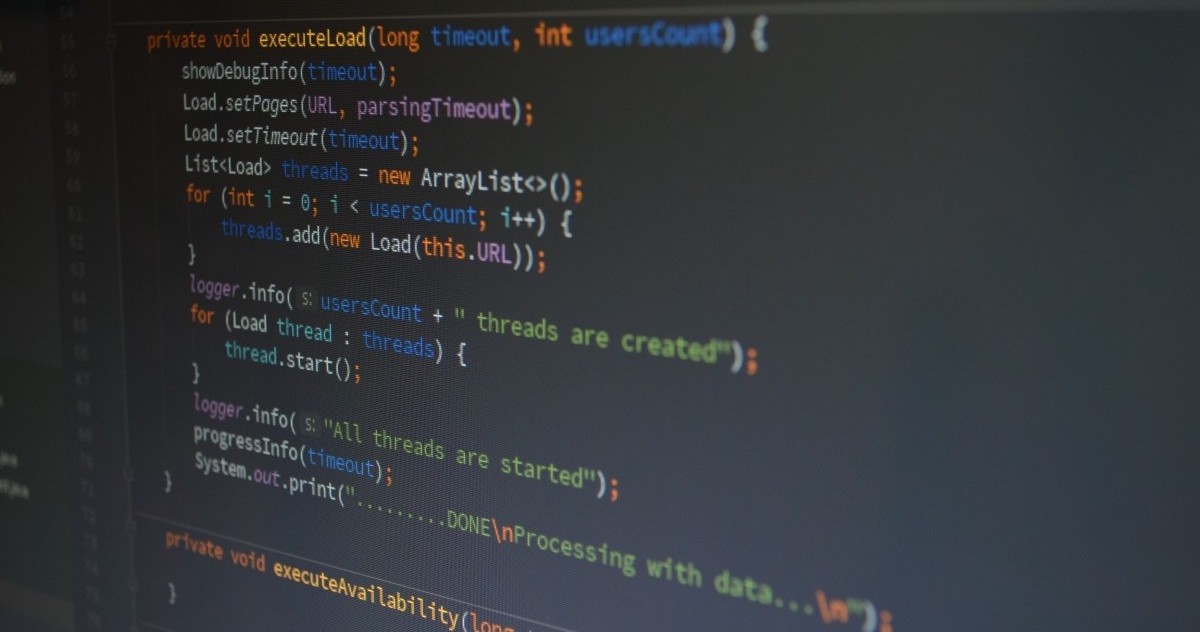 private void executeLoad(long timeout, int usersCount) {
showDebugInfo(timeout);
Load.setPages(URL, parsingTimeout);
Load.setTimeout(timeout);
List<Load> threads = new ArrayList<>();
for (int i = 0; i < usersCount; i++) {
threads.add(new Load(this.URL));
}
logger.info( s: usersCount + " threads are created");
for (Load thread : threads) {
thread.start();
}
logger.info( s: "All threads are started");
progressInfo(timeout);
System.out.print(".........DONE\nProcessing with data...\n");
}
private void executeAvailability(long
}